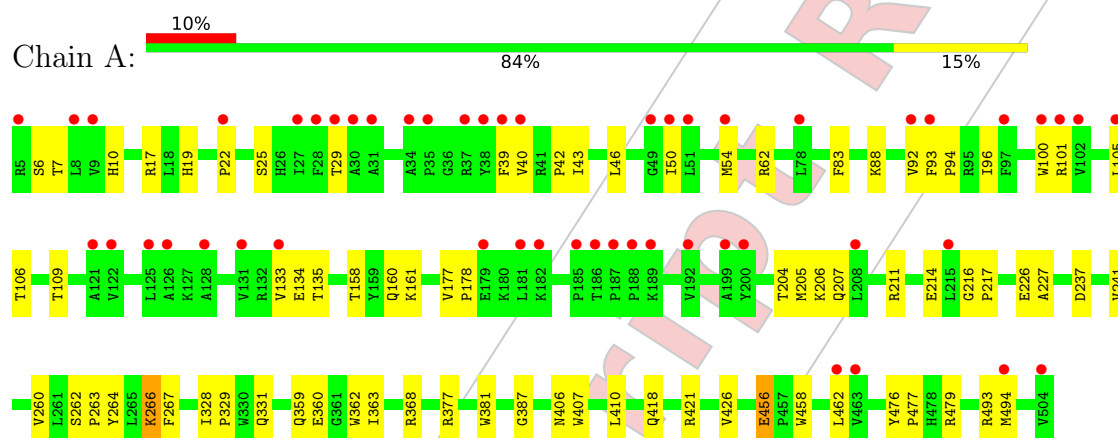 10%
Chain A:
84% 15%
R5 S6 T7 L8 V9 H10 R17 L18 H19 P22 S25 H26 I27 F28 T29 A30 A31 A34 P35 G36 R37 Y38 F39 V40 R41 P42 I43 L46 G49 I50 L51 M54 R62 L78 F83 K88 V92 F93 P94 R95 I96 F97 W100 R101 V102 L105
T106 T109 A121 V122 L125 A126 K127 A128 V131 R132 V133 E134 T135 T158 Y159 Q160 K161 V177 P178 E179 K180 L181 K182 P185 T186 P187 P188 K189 V192 A199 Y200 T204 M205 K206 Q207 L208 R211 E214 L215 G216 P217 E226 A227 D237
V260 L261 S262 P263 Y264 L265 K266 F267 I328 P329 W330 Q331 Q359 E360 G361 W362 I363 R368 R377 W381 G387 N406 W407 L410 Q418 R421 V426 E456 P457 W458 L462 V463 Y476 P477 H478 R479 R493 M494 V504